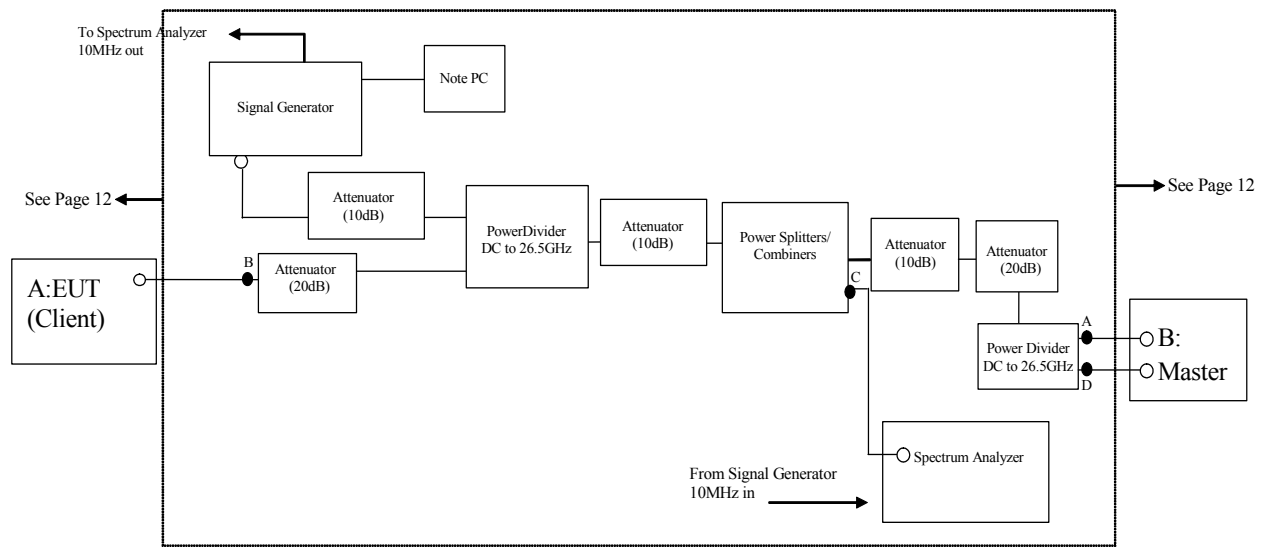 To Spectrum Analyzer
10MHz out
Signal Generator
Note PC
See Page 12
See Page 12
Attenuator
(10dB)
PowerDivider
DC to 26.5GHz
Attenuator
(10dB)
Power Splitters/
Combiners
Attenuator
(10dB)
Attenuator
(20dB)
B
Attenuator
(20dB)
C
A:EUT
(Client)
Power Divider
DC to 26.5GHz
A
D
B:
Master
Spectrum Analyzer
From Signal Generator
10MHz in